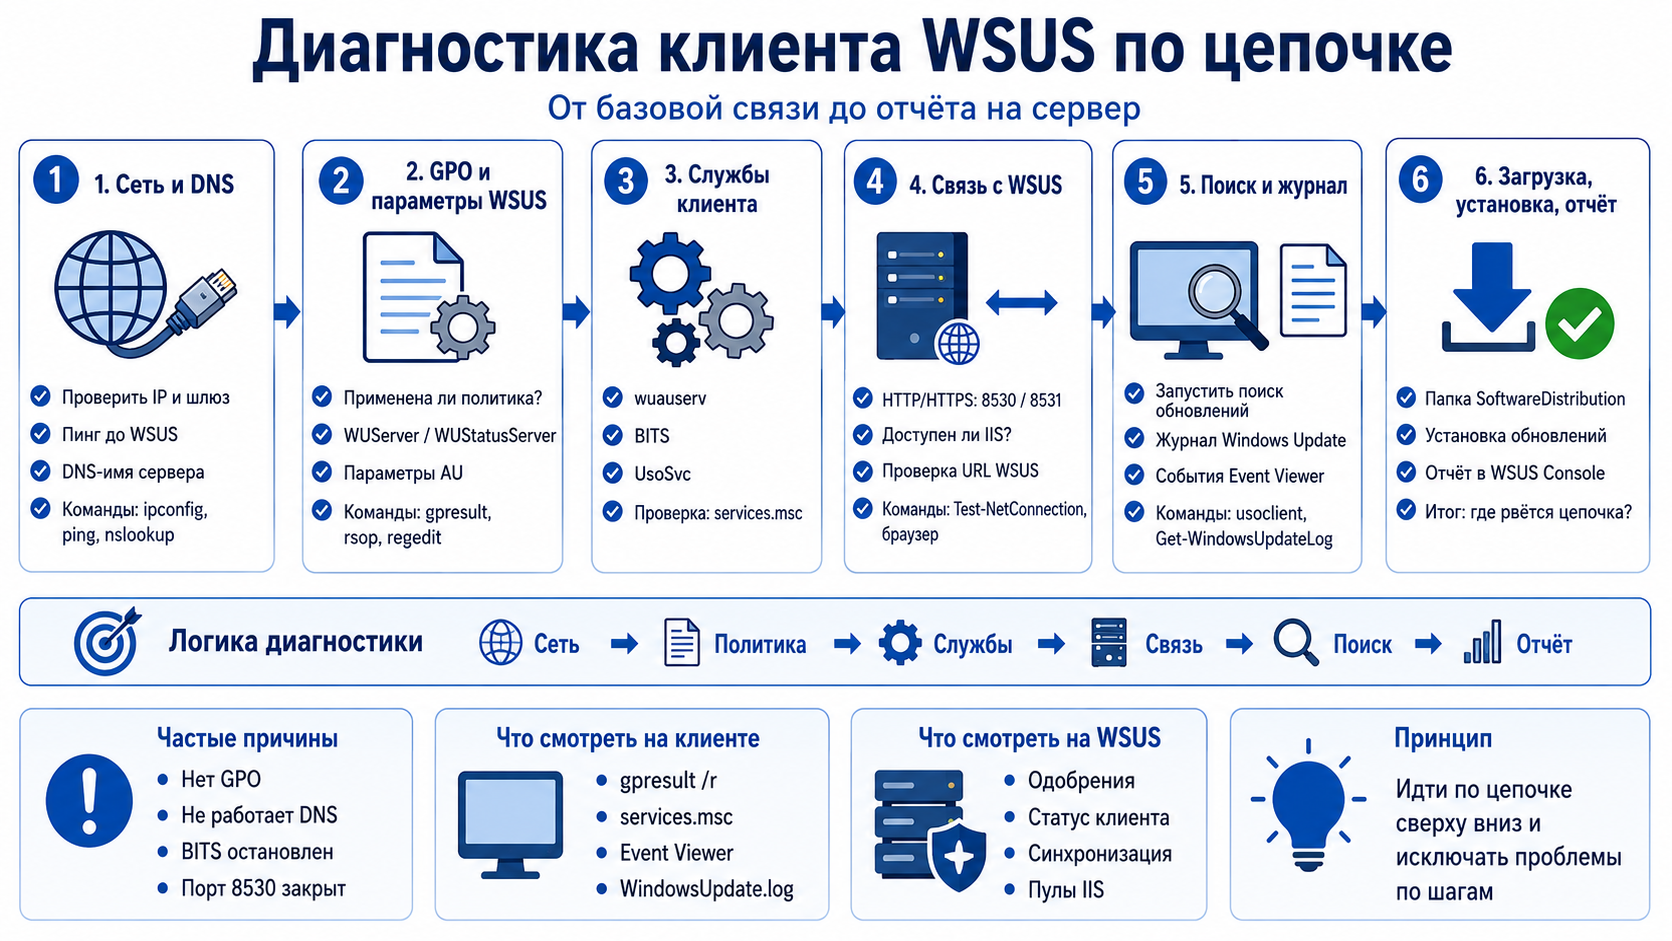 Диагностика клиента WSUS по цепочке
От базовой связи до отчёта на сервер
1
1. Сеть и DNS
Проверить IP и шлюз
Пинг до WSUS
DNS-имя сервера
Команды: ipconfig,
ping, nslookup
2
2. GPO и
параметры WSUS
Применена ли политика?
WUServer / WUStatusServer
Параметры AU
Команды: gpresult,
rsop, regedit
3
3. Службы
клиента
wuauserv
BITS
UsoSvc
Проверка: services.msc
4
4. Связь с WSUS
HTTP/HTTPS: 8530 / 8531
Доступен ли IIS?
Проверка URL WSUS
Команды: Test-NetConnection,
браузер
5
5. Поиск и журнал
Запустить поиск
обновлений
Журнал Windows Update
События Event Viewer
Команды: usoclient,
Get-WindowsUpdateLog
6
6. Загрузка,
установка, отчёт
Папка SoftwareDistribution
Установка обновлений
Отчёт в WSUS Console
Итог: где рвётся цепочка?
Логика диагностики
Сеть
Политика
Службы
Связь
Поиск
Отчёт
Частые причины
Нет GPO
Не работает DNS
BITS остановлен
Порт 8530 закрыт
Что смотреть на клиенте
gpresult /r
services.msc
Event Viewer
WindowsUpdate.log
Что смотреть на WSUS
Одобрения
Статус клиента
Синхронизация
Пулы IIS
Принцип
Идти по цепочке
сверху вниз и
исключать проблемы
по шагам